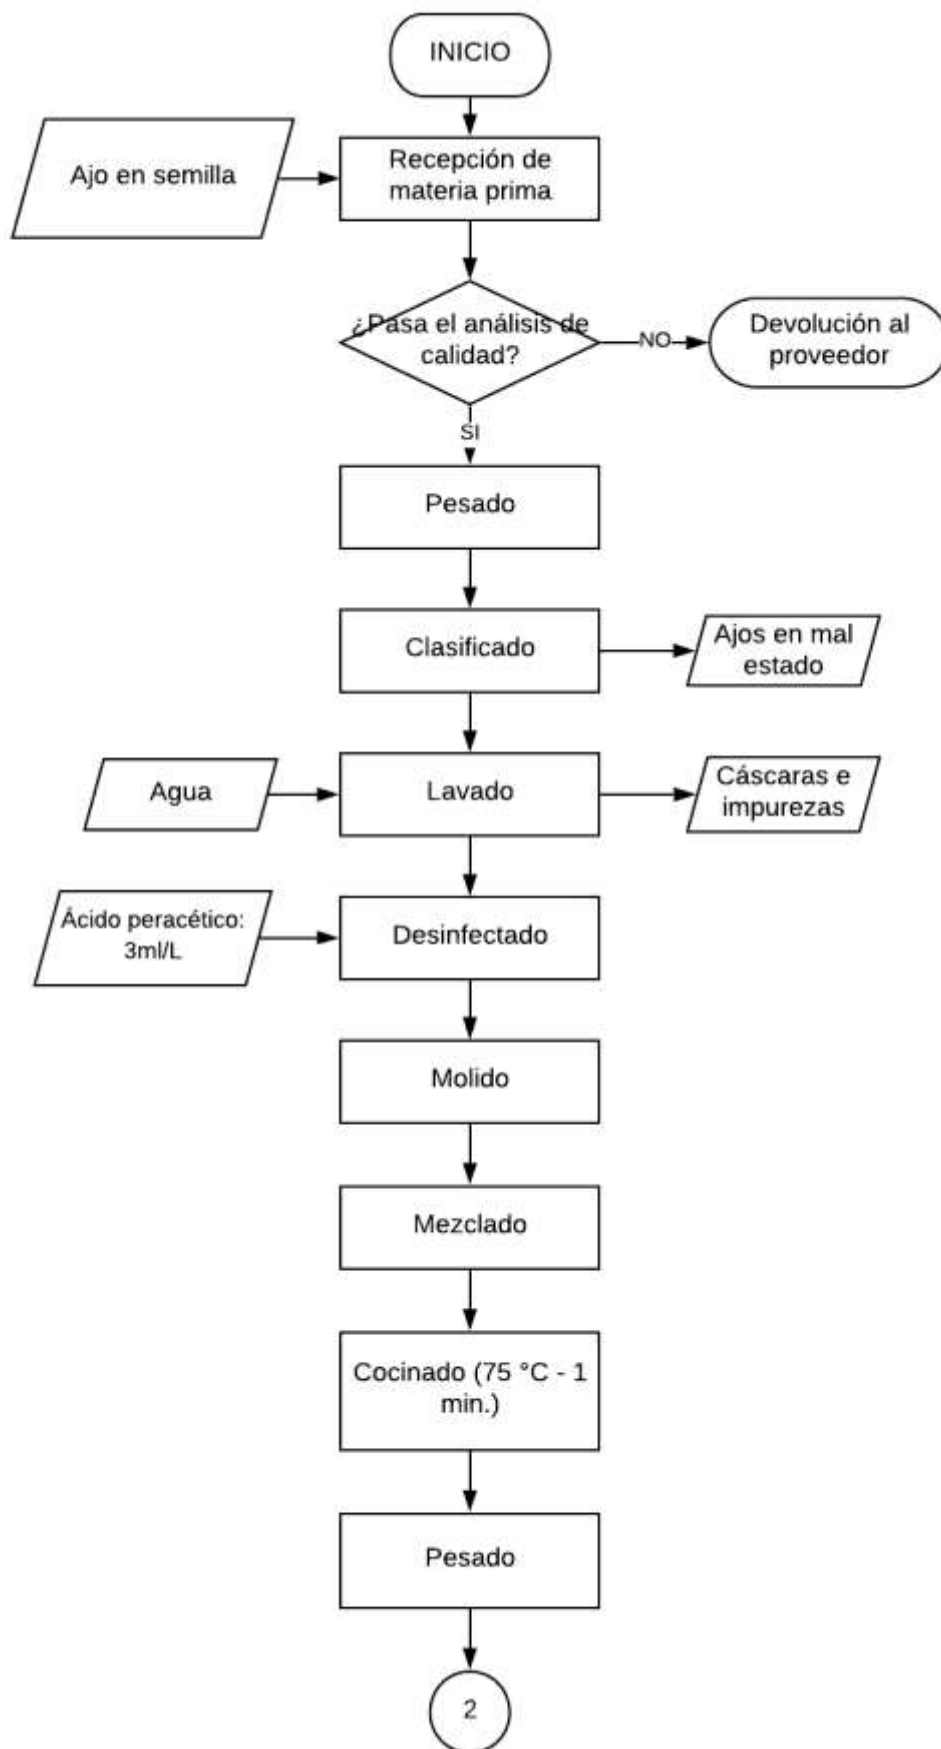 INICIO
Ajo en semilla
Recepción de
materia prima
¿Pasa el análisis de
calidad?
NO
Devolución al
proveedor
SI
Pesado
Clasificado
Ajos en mal
estado
Agua
Lavado
Cáscaras e
impurezas
Ácido peracético:
3ml/L
Desinfectado
Molido
Mezclado
Cocinado (75 °C - 1
min.)
Pesado
2